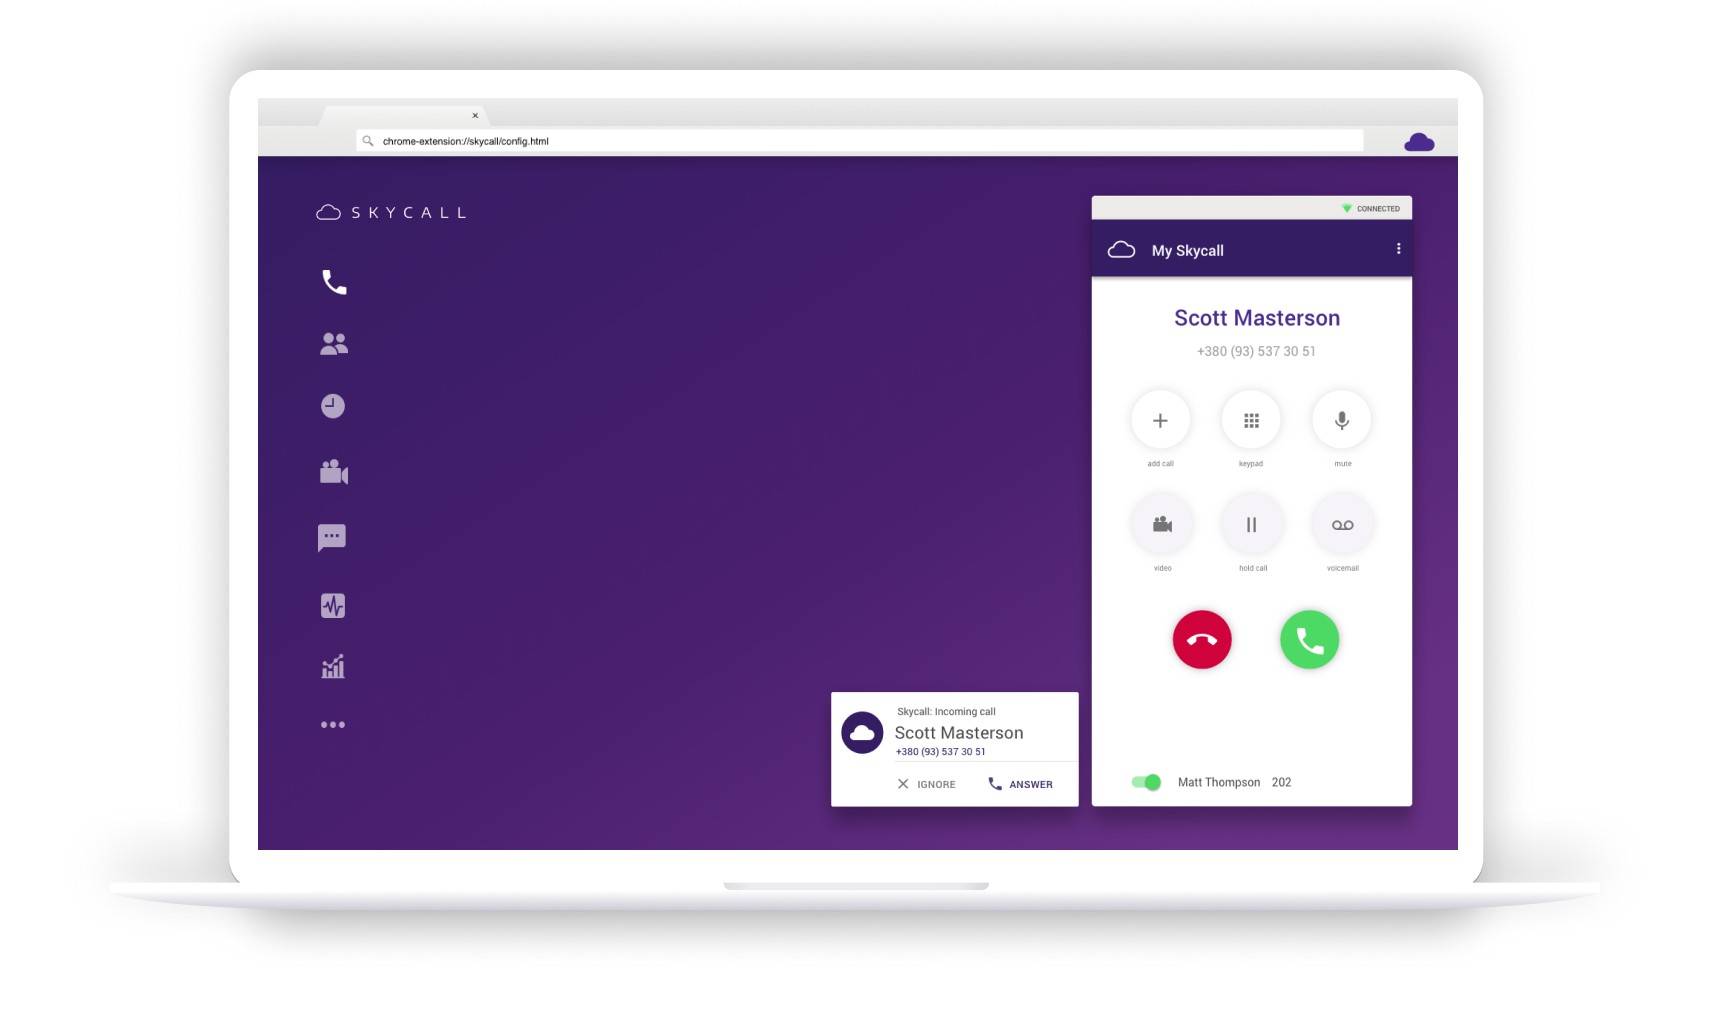 chrome-extension://skycall/config.html
SKYCALL
CONNECTED
My Skycall
Scott Masterson
+380 (93) 537 30 51
add call
keypad
mute
video
hold call
voicemail
Skycall: Incoming call
Scott Masterson
+380 (93) 537 30 51
IGNORE
ANSWER
Matt Thompson 202